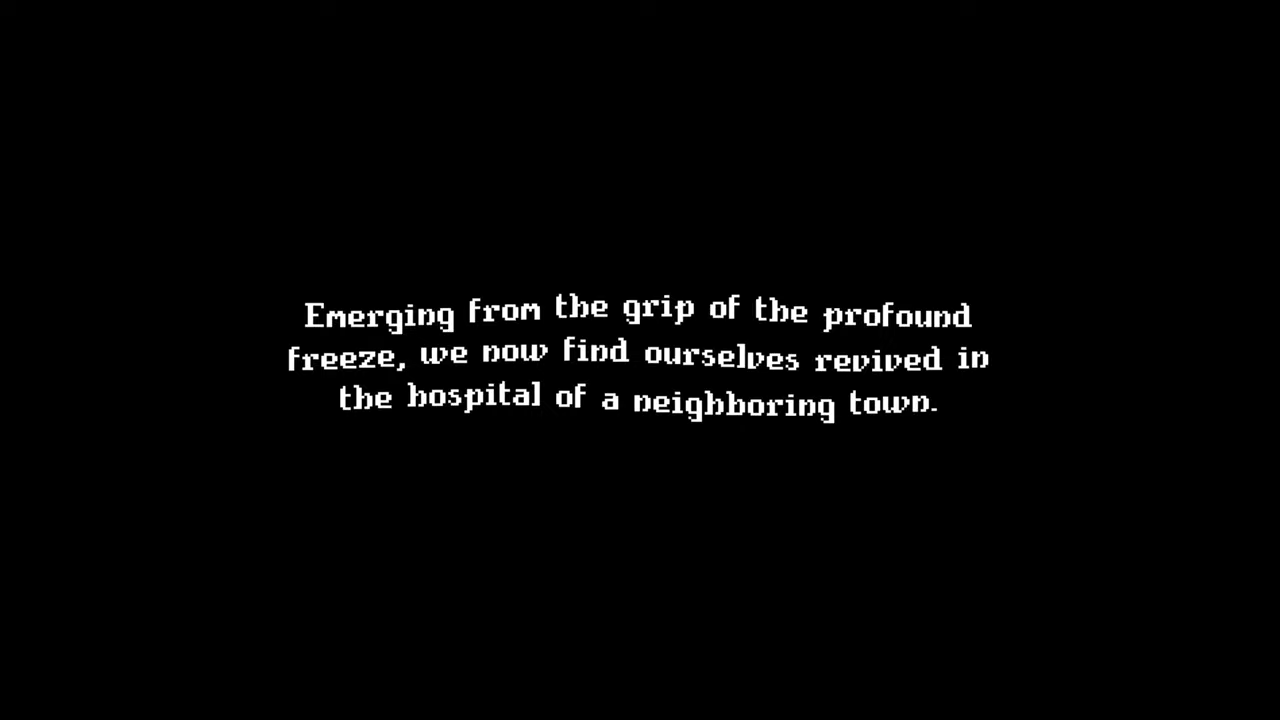 Emerging from the grip of the profound
freeze, we now find ourselves revived in
the hospital of a neighboring town.